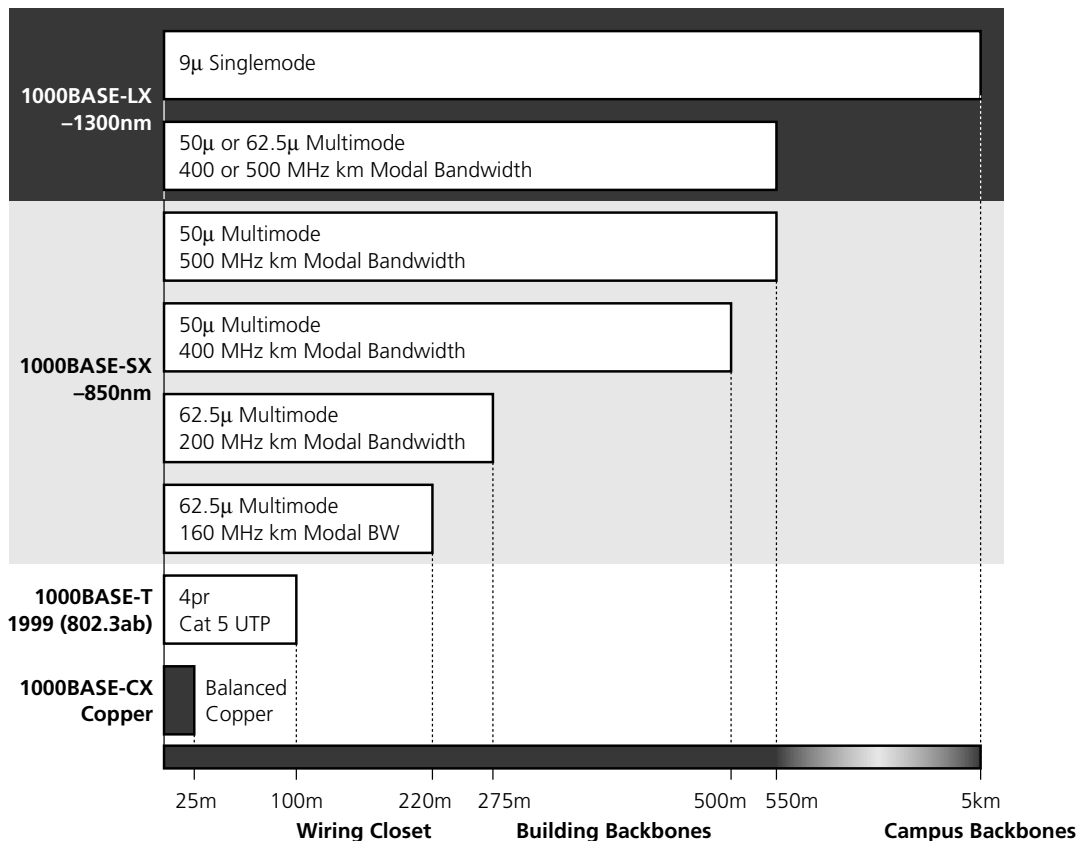 1000BASE-LX
–1300nm
9μ Singlemode
50μ or 62.5μ Multimode
400 or 500 MHz km Modal Bandwidth
1000BASE-SX
–850nm
50μ Multimode
500 MHz km Modal Bandwidth
50μ Multimode
400 MHz km Modal Bandwidth
62.5μ Multimode
200 MHz km Modal Bandwidth
62.5μ Multimode
160 MHz km Modal BW
1000BASE-T
1999 (802.3ab)
4pr
Cat 5 UTP
1000BASE-CX
Copper
Balanced
Copper
25m 100m 220m 275m 500m 550m 5km
Wiring Closet Building Backbones Campus Backbones